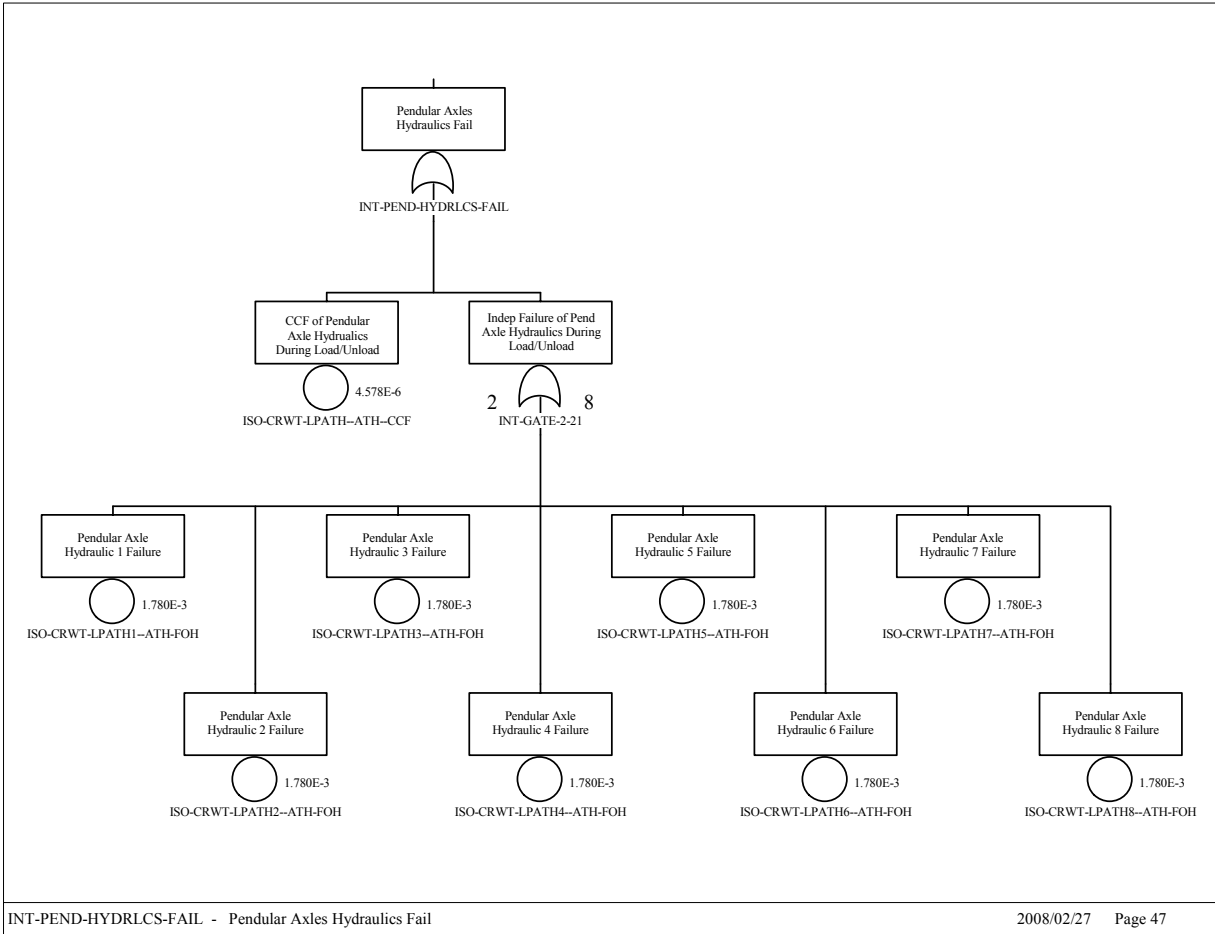 Pendular Axles
Hydraulics Fail
INT-PEND-HYDRLCS-FAIL
CCF of Pendular
Axle Hydrualics
During Load/Unload
4.578E-6
ISO-CRWT-LPATH--ATH--CCF
Indep Failure of Pend
Axle Hydraulics During
Load/Unload
2 8
INT-GATE-2-21
Pendular Axle
Hydraulic 1 Failure
1.780E-3
ISO-CRWT-LPATH1--ATH-FOH
Pendular Axle
Hydraulic 3 Failure
1.780E-3
ISO-CRWT-LPATH3--ATH-FOH
Pendular Axle
Hydraulic 5 Failure
1.780E-3
ISO-CRWT-LPATH5--ATH-FOH
Pendular Axle
Hydraulic 7 Failure
1.780E-3
ISO-CRWT-LPATH7--ATH-FOH
Pendular Axle
Hydraulic 2 Failure
1.780E-3
ISO-CRWT-LPATH2--ATH-FOH
Pendular Axle
Hydraulic 4 Failure
1.780E-3
ISO-CRWT-LPATH4--ATH-FOH
Pendular Axle
Hydraulic 6 Failure
1.780E-3
ISO-CRWT-LPATH6--ATH-FOH
Pendular Axle
Hydraulic 8 Failure
1.780E-3
ISO-CRWT-LPATH8--ATH-FOH
INT-PEND-HYDRLCS-FAIL - Pendular Axles Hydraulics Fail
2008/02/27 Page 47